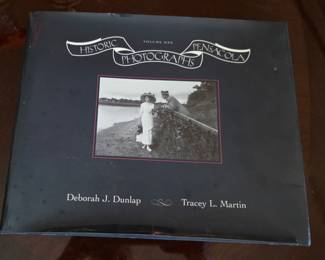 VOLUME ONE
HISTORIC PHOTOGRAPHS PENSACOLA
Deborah J. Dunlap Tracey L. Martin